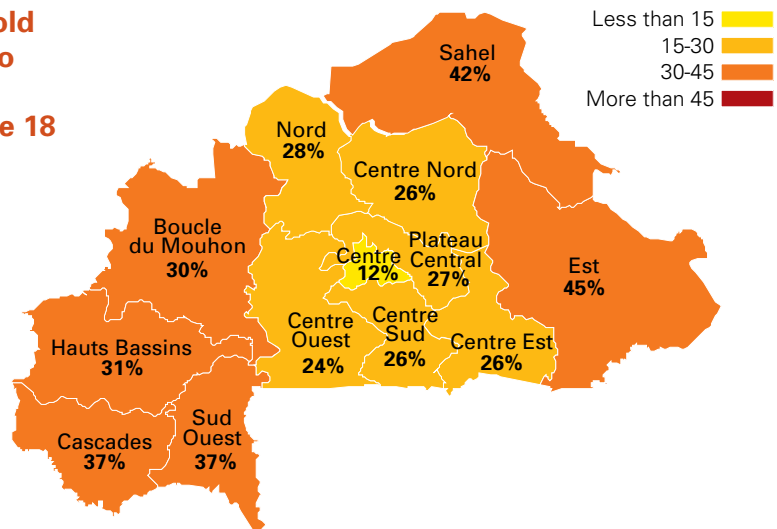 old
o
e 18
Less than 15
15-30
30-45
More than 45
Sahel
42%
Nord
28%
Centre Nord
26%
Boucle
du Mouhon
30%
Plateau
Central
27%
Centre
12%
Est
45%
Centre
Ouest
24%
Centre
Sud
26%
Centre Est
26%
Hauts Bassins
31%
Cascades
37%
Sud
Ouest
37%